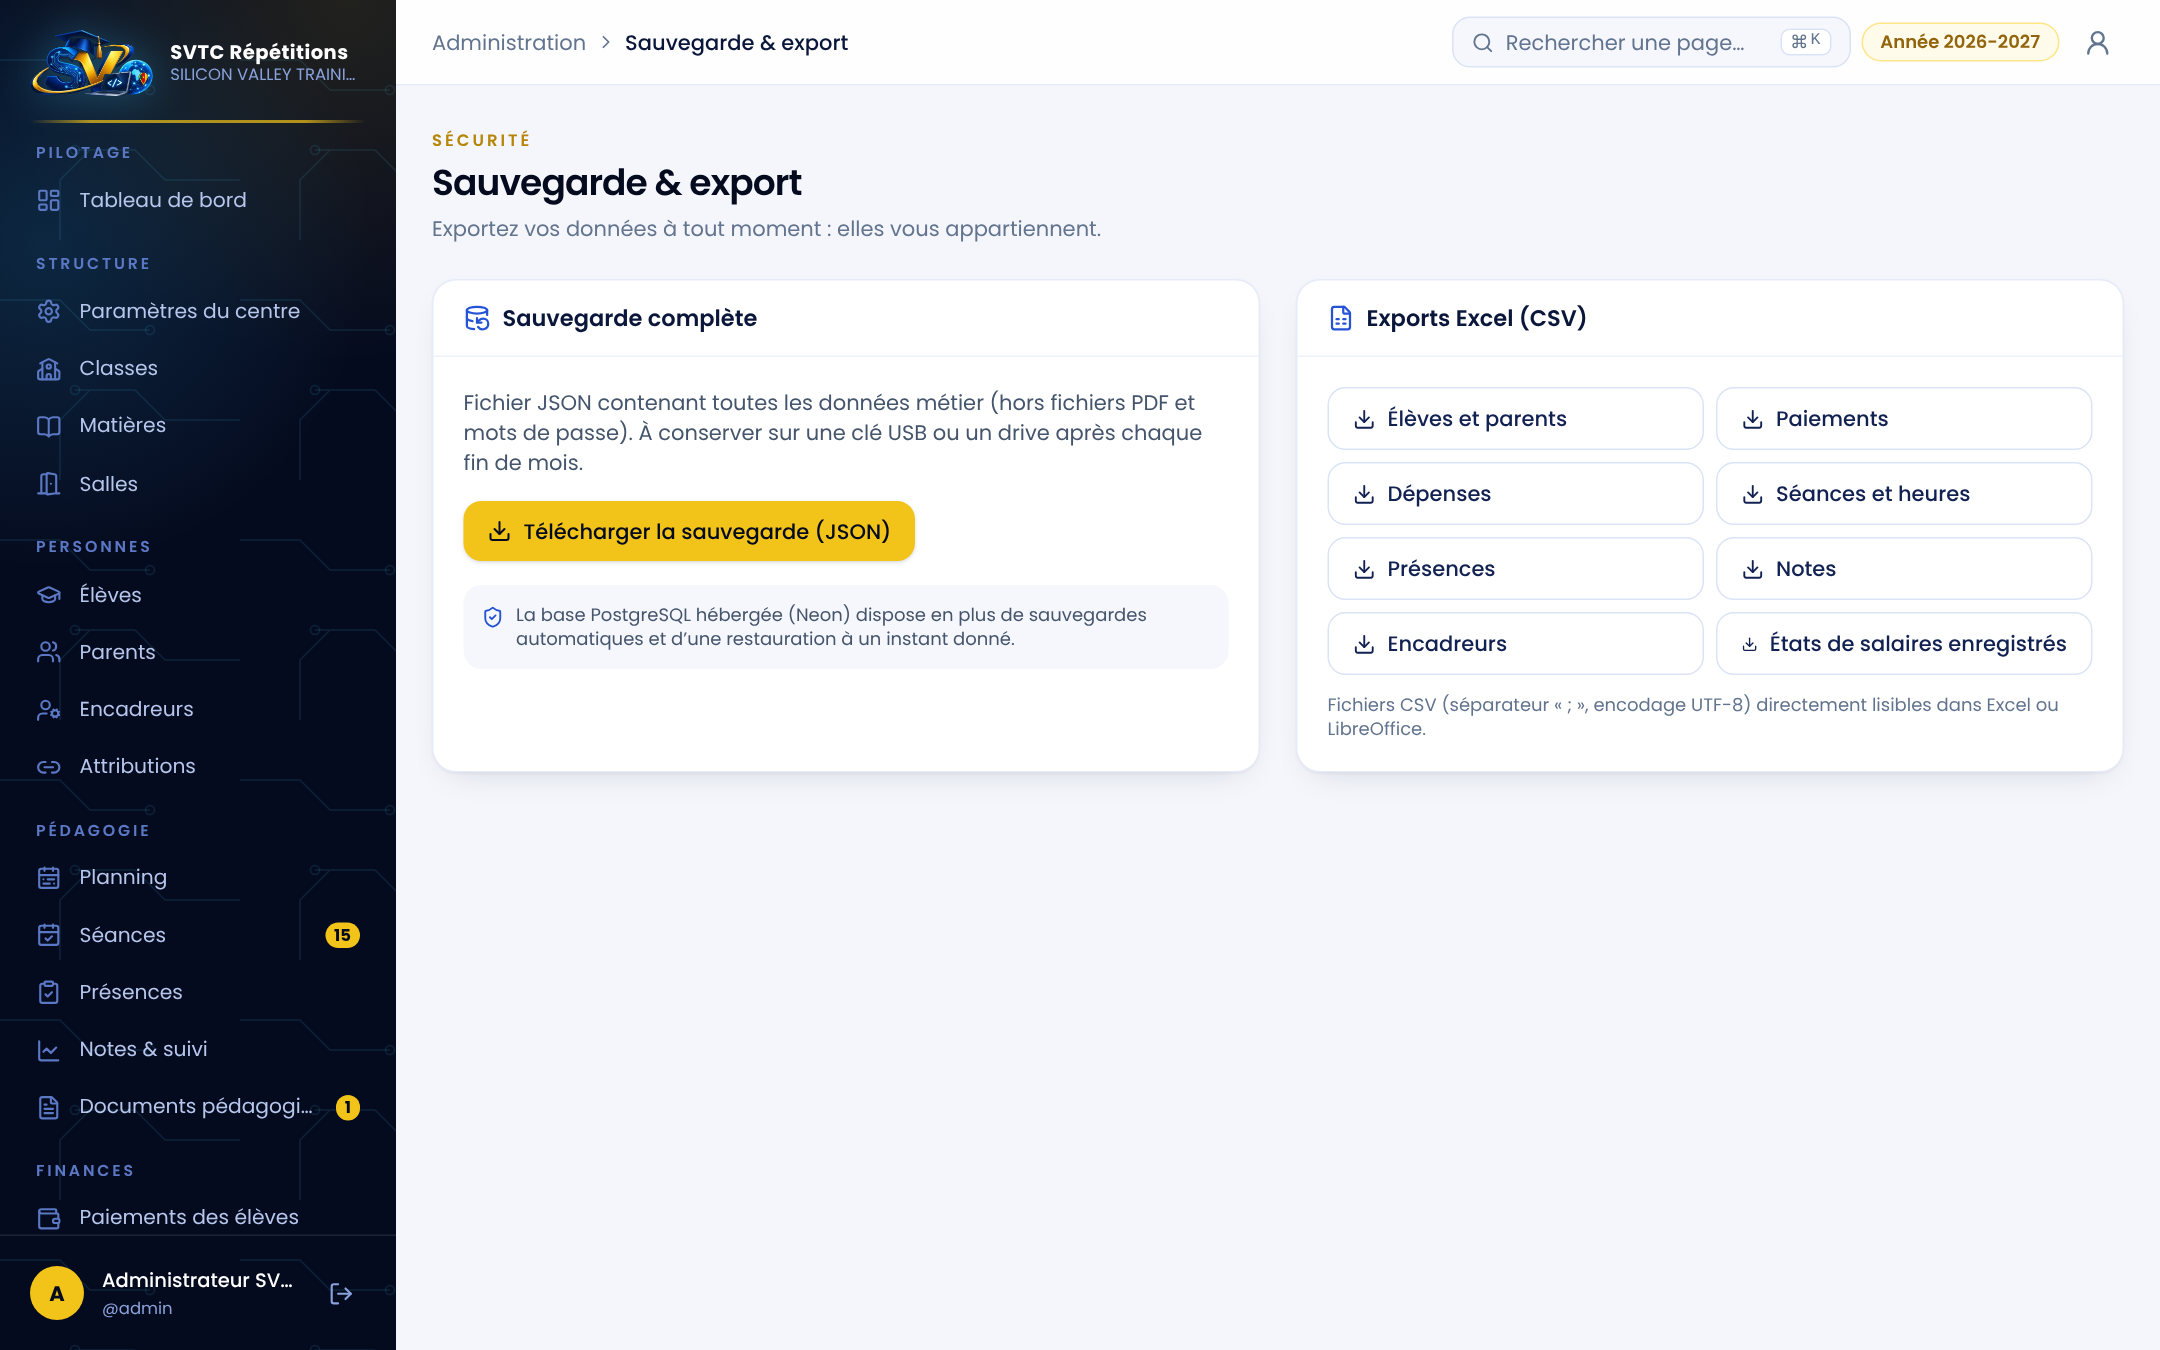 SVTC Répétitions
SILICON VALLEY TRAINI...
PILOTAGE
Tableau de bord
STRUCTURE
Paramètres du centre
Classes
Matières
Salles
PERSONNES
Élèves
Parents
Encadreurs
Attributions
PÉDAGOGIE
Planning
Séances 15
Présences
Notes & suivi
Documents pédagogi... 1
FINANCES
Paiements des élèves
A
Administrateur SV...
@admin
Administration > Sauvegarde & export
Rechercher une page... ⌘K
Année 2026-2027
SÉCURITÉ
Sauvegarde & export
Exportez vos données à tout moment : elles vous appartiennent.
Sauvegarde complète
Fichier JSON contenant toutes les données métier (hors fichiers PDF et
mots de passe). À conserver sur une clé USB ou un drive après chaque
fin de mois.
Télécharger la sauvegarde (JSON)
La base PostgreSQL hébergée (Neon) dispose en plus de sauvegardes
automatiques et d’une restauration à un instant donné.
Exports Excel (CSV)
Élèves et parents
Paiements
Dépenses
Séances et heures
Présences
Notes
Encadreurs
États de salaires enregistrés
Fichiers CSV (séparateur « ; », encodage UTF-8) directement lisibles dans Excel ou
LibreOffice.